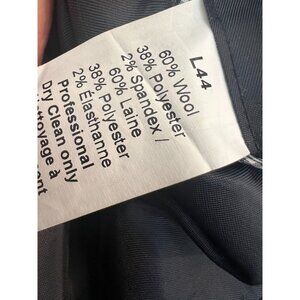 L44
60% Wool
38% Polyester
2% Spandex /
60% Laine
38% Polyester
2% Elasthanne
Professional
Dry Clean only